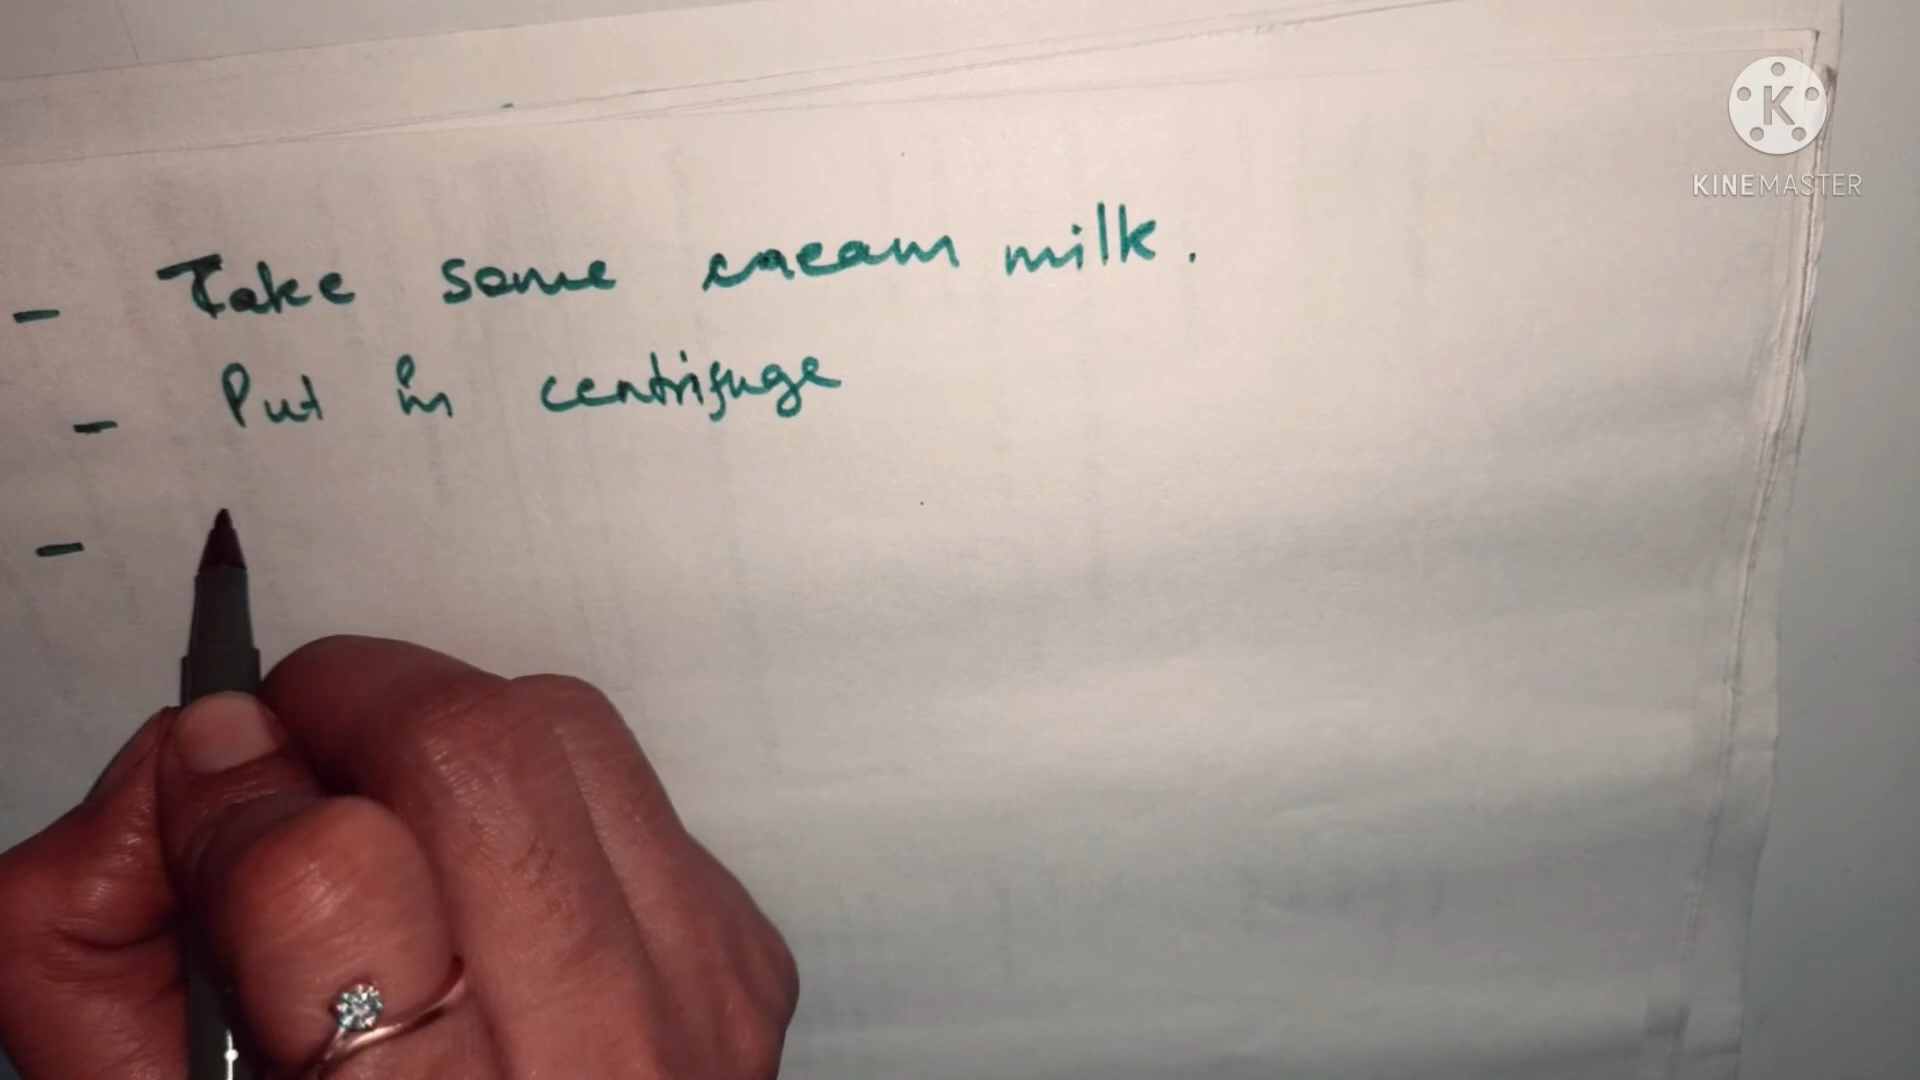 - Take some cream milk.
- Put in centrifuge
-
K
KINEMASTER